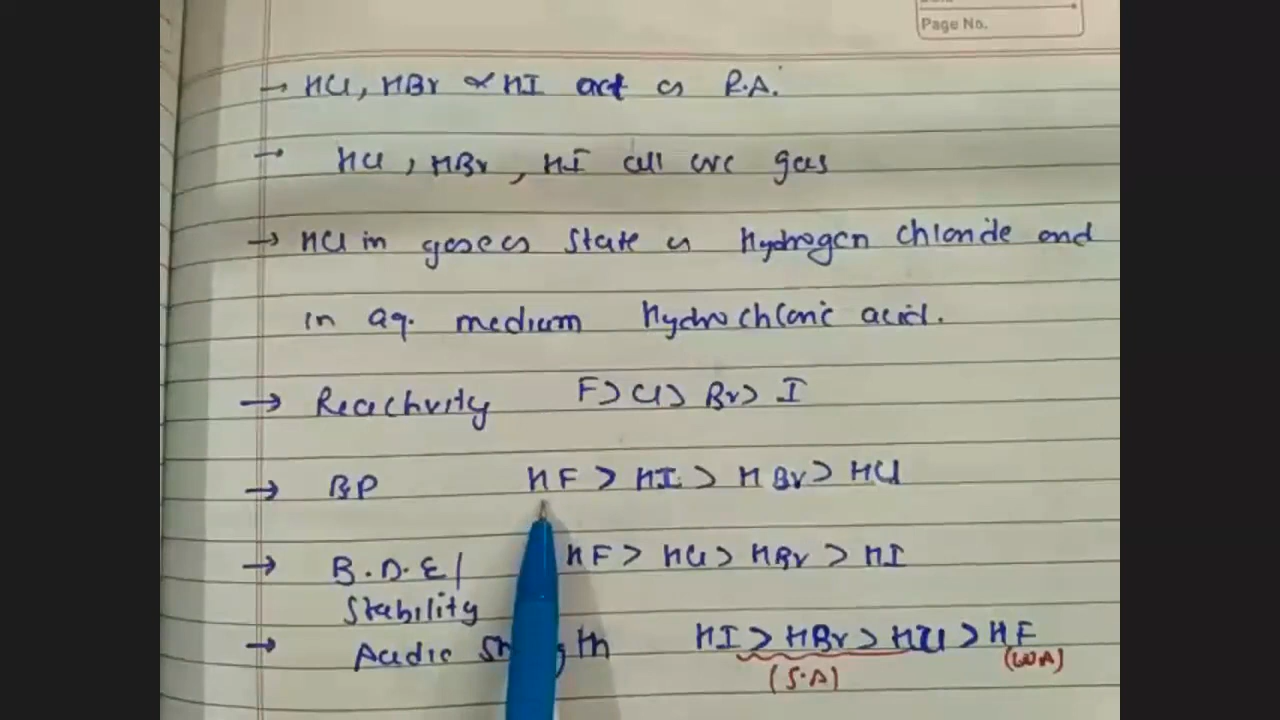 Page No.
→ HCl, HBr & HI act as R.A.
→ HCl, HBr, HI all are gas
→ HCl in gases state is Hydrogen chloride and
in aq. medium Hydrochloric acid.
→ Reactivity F > Cl > Br > I
→ BP HF > HI > HBr > HCl
→ B.D.E/ HF > HCl > HBr > HI
Stability
→ Acidic HI > HBr > HCl > HF
(S.A) (W.A)